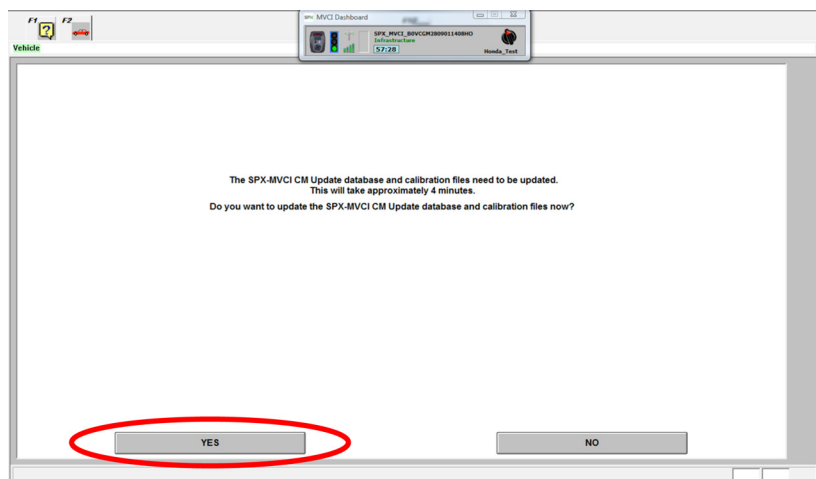 F1
F2
Vehicle
SPX MVCI Dashboard
SPX_MVCI_B0VCGM280901140BHO
Infrastructure
57:28
Honda_Test
The SPX-MVCI CM Update database and calibration files need to be updated.
This will take approximately 4 minutes.
Do you want to update the SPX-MVCI CM Update database and calibration files now?
YES
NO